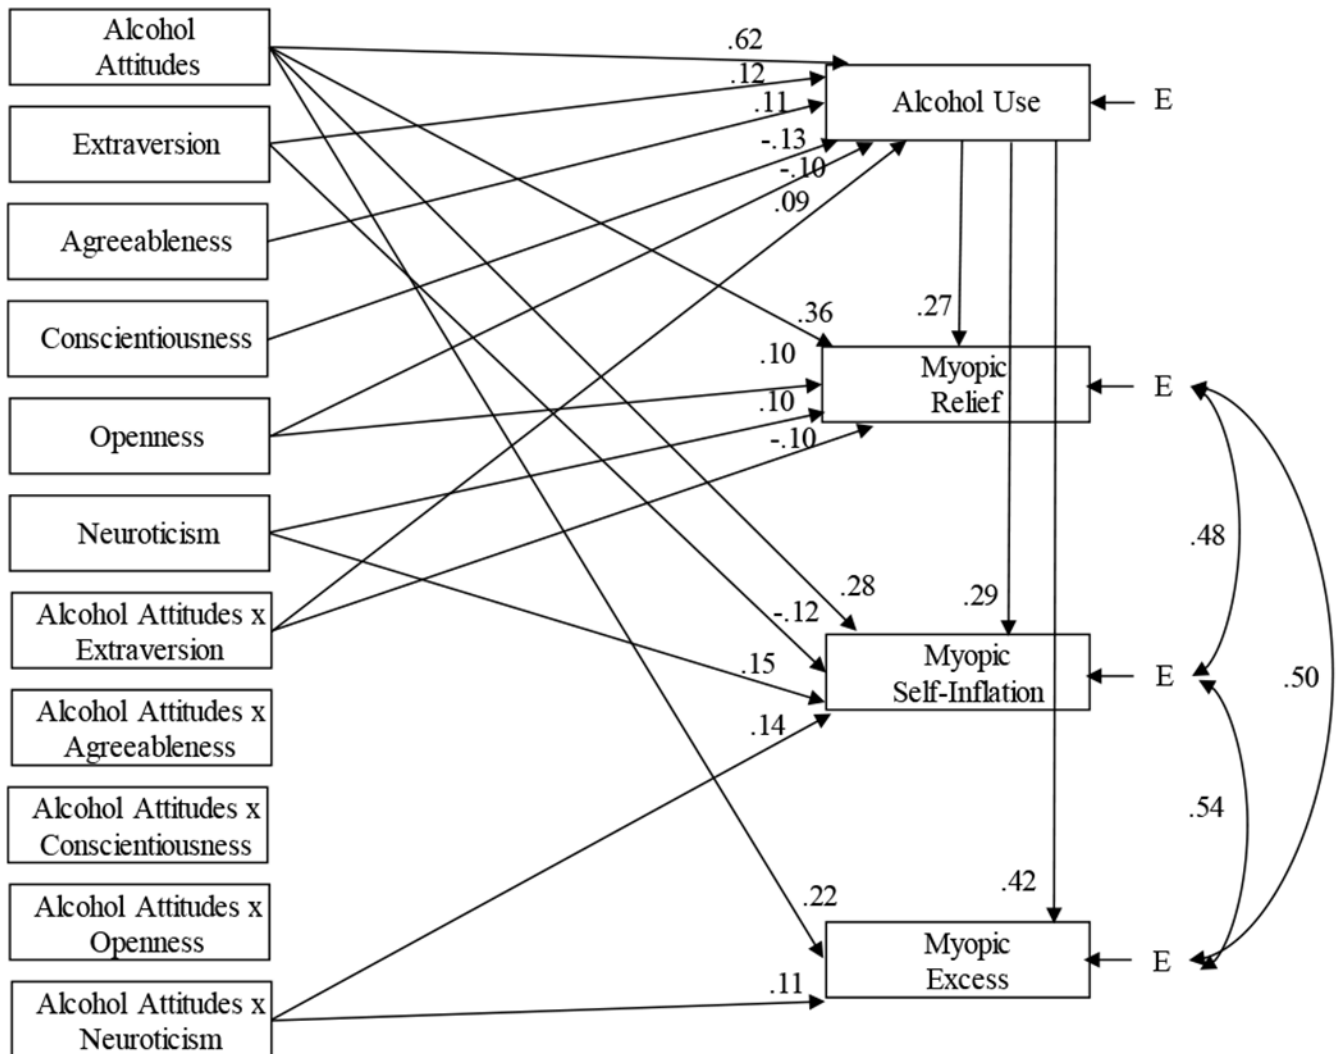 Alcohol
Attitudes
Extraversion
Agreeableness
Conscientiousness
Openness
Neuroticism
Alcohol Attitudes x
Extraversion
Alcohol Attitudes x
Agreeableness
Alcohol Attitudes x
Conscientiousness
Alcohol Attitudes x
Openness
Alcohol Attitudes x
Neuroticism
.62
.12
.11
-.13
-.10
.09
Alcohol Use
E
.36
.27
.10
.10
-.10
Myopic
Relief
E
.28
-.12
.29
.15
.14
Myopic
Self-Inflation
E
.22
.42
.11
Myopic
Excess
E
.48
.50
.54